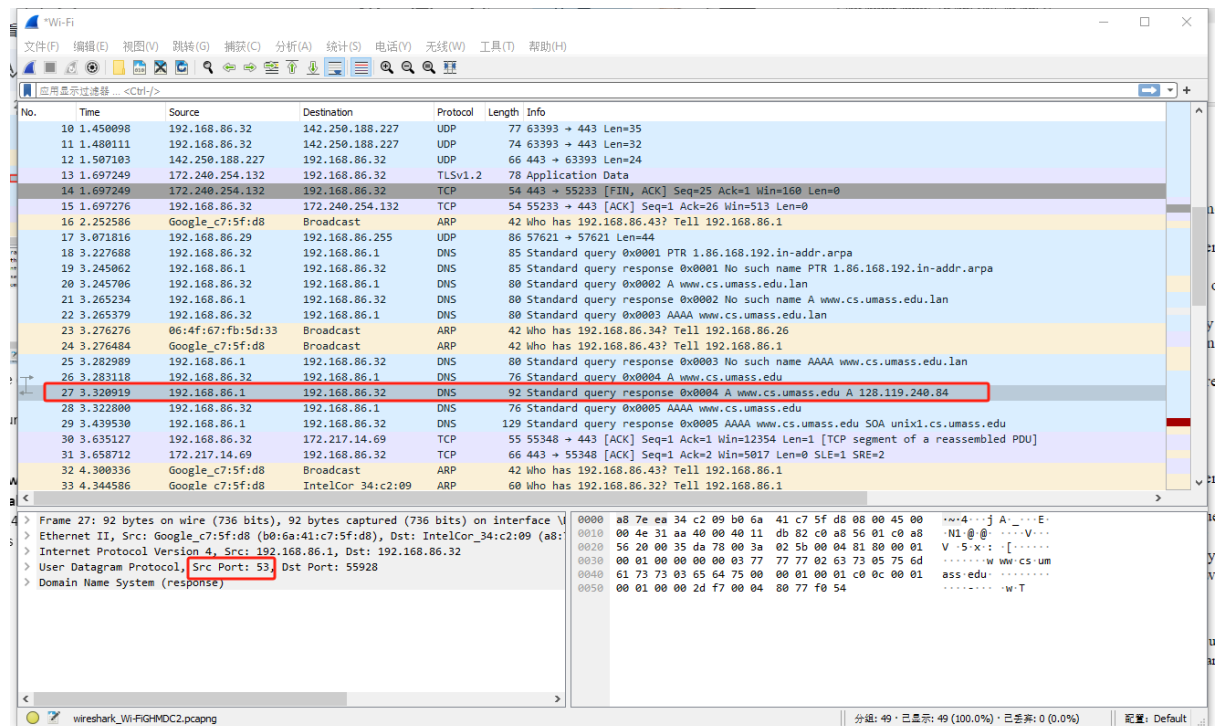 *Wi-Fi
文件(F) 编辑(E) 视图(V) 跳转(G) 捕获(C) 分析(A) 统计(S) 电话(Y) 无线(W) 工具(T) 帮助(H)
应用显示过滤器 … <Ctrl-/>
No. Time Source Destination Protocol Length Info
10 1.450098 192.168.86.32 142.250.188.227 UDP 77 63393 → 443 Len=35
11 1.480111 192.168.86.32 142.250.188.227 UDP 74 63393 → 443 Len=32
12 1.507103 142.250.188.227 192.168.86.32 UDP 66 443 → 63393 Len=24
13 1.697249 172.240.254.132 192.168.86.32 TLSv1.2 78 Application Data
14 1.697249 172.240.254.132 192.168.86.32 TCP 54 443 → 55233 [FIN, ACK] Seq=25 Ack=1 Win=160 Len=0
15 1.697276 192.168.86.32 172.240.254.132 TCP 54 55233 → 443 [ACK] Seq=1 Ack=26 Win=513 Len=0
16 2.252586 Google_c7:5f:d8 Broadcast ARP 42 Who has 192.168.86.43? Tell 192.168.86.1
17 3.071816 192.168.86.29 192.168.86.255 UDP 86 57621 → 57621 Len=44
18 3.227688 192.168.86.32 192.168.86.1 DNS 85 Standard query 0x0001 PTR 1.86.168.192.in-addr.arpa
19 3.245062 192.168.86.1 192.168.86.32 DNS 85 Standard query response 0x0001 No such name PTR 1.86.168.192.in-addr.arpa
20 3.245706 192.168.86.32 192.168.86.1 DNS 80 Standard query 0x0002 A www.cs.umass.edu.lan
21 3.265234 192.168.86.1 192.168.86.32 DNS 80 Standard query response 0x0002 No such name A www.cs.umass.edu.lan
22 3.265379 192.168.86.32 192.168.86.1 DNS 80 Standard query 0x0003 AAAA www.cs.umass.edu.lan
23 3.276276 06:4f:67:fb:5d:33 Broadcast ARP 42 Who has 192.168.86.34? Tell 192.168.86.26
24 3.276484 Google_c7:5f:d8 Broadcast ARP 42 Who has 192.168.86.43? Tell 192.168.86.1
25 3.282989 192.168.86.1 192.168.86.32 DNS 80 Standard query response 0x0003 No such name AAAA www.cs.umass.edu.lan
26 3.283118 192.168.86.32 192.168.86.1 DNS 76 Standard query 0x0004 A www.cs.umass.edu
27 3.320919 192.168.86.1 192.168.86.32 DNS 92 Standard query response 0x0004 A www.cs.umass.edu A 128.119.240.84
28 3.322800 192.168.86.32 192.168.86.1 DNS 76 Standard query 0x0005 AAAA www.cs.umass.edu
29 3.439530 192.168.86.1 192.168.86.32 DNS 129 Standard query response 0x0005 AAAA www.cs.umass.edu SOA unix1.cs.umass.edu
30 3.635127 192.168.86.32 172.217.14.69 TCP 55 55348 → 443 [ACK] Seq=1 Ack=1 Win=12354 Len=1 [TCP segment of a reassembled PDU]
31 3.658712 172.217.14.69 192.168.86.32 TCP 66 443 → 55348 [ACK] Seq=1 Ack=2 Win=5017 Len=0 SLE=1 SRE=2
32 4.300336 Google_c7:5f:d8 Broadcast ARP 42 Who has 192.168.86.43? Tell 192.168.86.1
33 4.344586 Google_c7:5f:d8 IntelCor_34:c2:09 ARP 60 Who has 192.168.86.32? Tell 192.168.86.1
Frame 27: 92 bytes on wire (736 bits), 92 bytes captured (736 bits) on interface \
Ethernet II, Src: Google_c7:5f:d8 (b0:6a:41:c7:5f:d8), Dst: IntelCor_34:c2:09 (a8:
Internet Protocol Version 4, Src: 192.168.86.1, Dst: 192.168.86.32
User Datagram Protocol, Src Port: 53, Dst Port: 55928
Domain Name System (response)
0000 a8 7e ea 34 c2 09 b0 6a 41 c7 5f d8 08 00 45 00 ·~·4···j A·_···E·
0010 00 4e 31 aa 40 00 40 11 db 82 c0 a8 56 01 c0 a8 ·N1·@·@· ····V···
0020 56 20 00 35 da 78 00 3a 02 5b 00 04 81 80 00 01 V ·5·x·: ·[······
0030 00 01 00 00 00 00 03 77 77 77 02 63 73 05 75 6d ·······w ww·cs·um
0040 61 73 73 03 65 64 75 00 00 01 00 01 c0 0c 00 01 ass·edu· ········
0050 00 01 00 00 2d f7 00 04 80 77 f0 54 ····-··· ·w·T
wireshark_Wi-FiGHMDC2.pcapng
分组: 49 · 已显示: 49 (100.0%) · 已丢弃: 0 (0.0%)
配置: Default